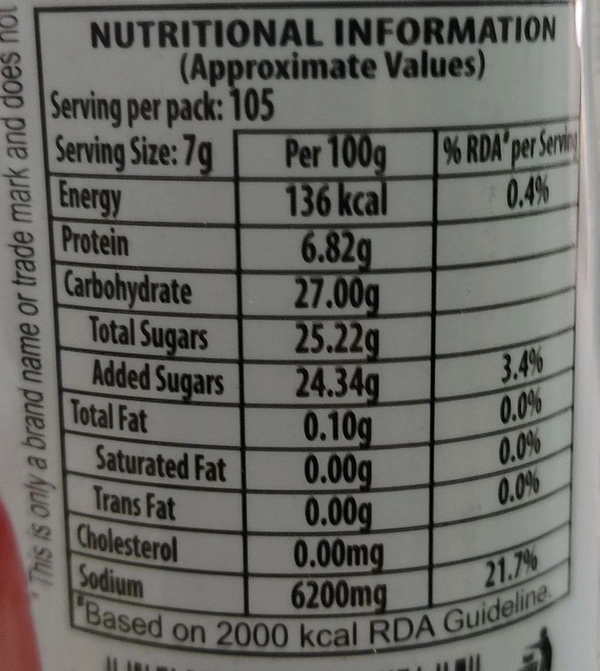 NUTRITIONAL INFORMATION
(Approximate Values)
Serving per pack: 105
Serving Size: 7g Per 100g % RDA# per Serving
Energy 136 kcal 0.4%
Protein 6.82g
Carbohydrate 27.00g
Total Sugars 25.22g
Added Sugars 24.34g 3.4%
Total Fat 0.10g 0.0%
Saturated Fat 0.00g 0.0%
Trans Fat 0.00g 0.0%
Cholesterol 0.00mg
Sodium 6200mg 21.7%
#Based on 2000 kcal RDA Guideline.
*This is only a brand name or trade mark and does not